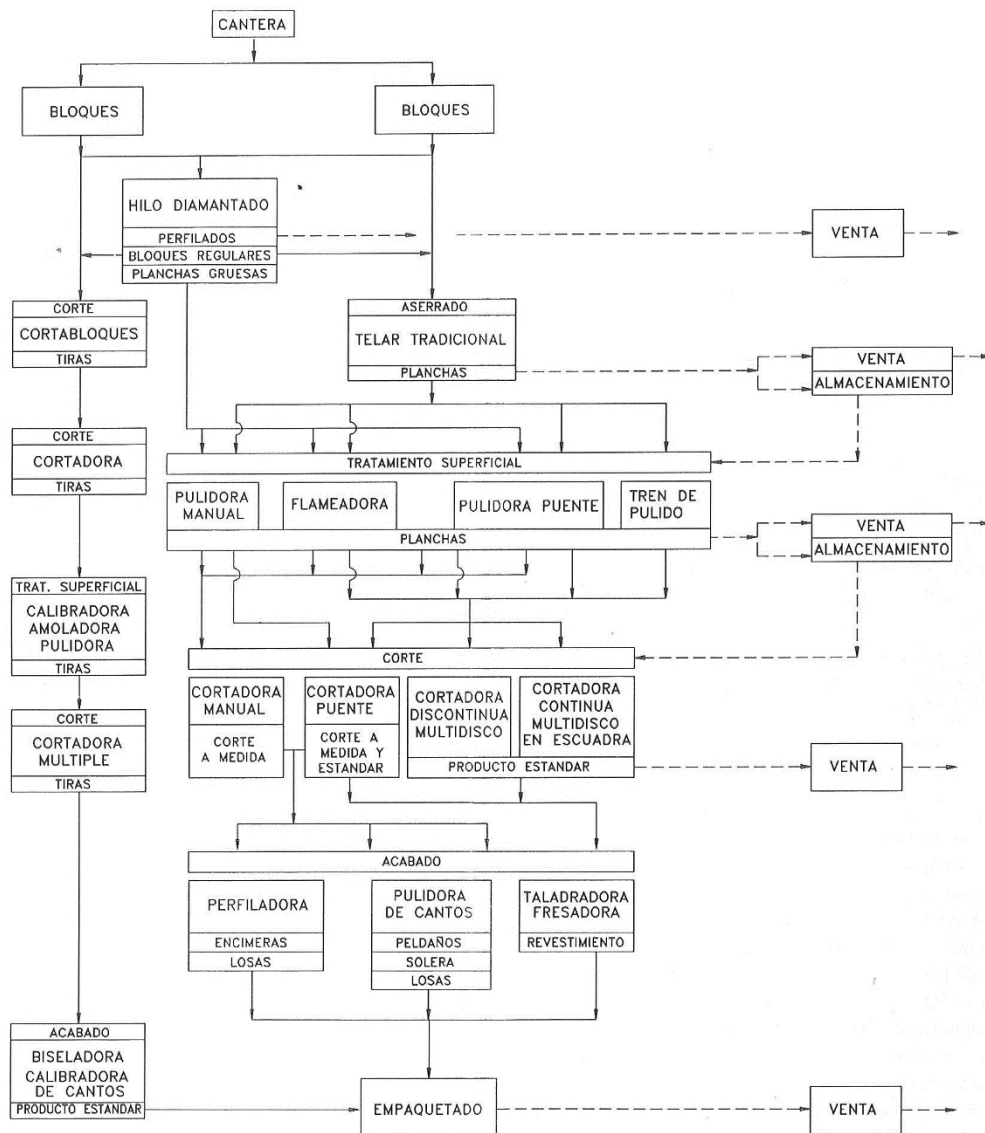 CANTERA
BLOQUES
BLOQUES
HILO DIAMANTADO
PERFILADOS
BLOQUES REGULARES
PLANCHAS GRUESAS
VENTA
CORTE
CORTABLOQUES
TIRAS
ASERRADO
TELAR TRADICIONAL
PLANCHAS
VENTA
ALMACENAMIENTO
CORTE
CORTADORA
TIRAS
TRATAMIENTO SUPERFICIAL
PULIDORA
MANUAL
FLAMEADORA
PULIDORA PUENTE
TREN DE
PULIDO
PLANCHAS
VENTA
ALMACENAMIENTO
TRAT. SUPERFICIAL
CALIBRADORA
AMOLADORA
PULIDORA
TIRAS
CORTE
CORTADORA
MANUAL
CORTE
A MEDIDA
CORTADORA
PUENTE
CORTE A
MEDIDA Y
ESTANDAR
CORTADORA
DISCONTINUA
MULTIDISCO
CORTADORA
CONTINUA
MULTIDISCO
EN ESCUADRA
PRODUCTO ESTANDAR
VENTA
CORTE
CORTADORA
MULTIPLE
TIRAS
ACABADO
PERFILADORA
ENCIMERAS
LOSAS
PULIDORA
DE CANTOS
PELDAÑOS
SOLERA
LOSAS
TALADRADORA
FRESADORA
REVESTIMIENTO
ACABADO
BISELADORA
CALIBRADORA
DE CANTOS
PRODUCTO ESTANDAR
EMPAQUETADO
VENTA